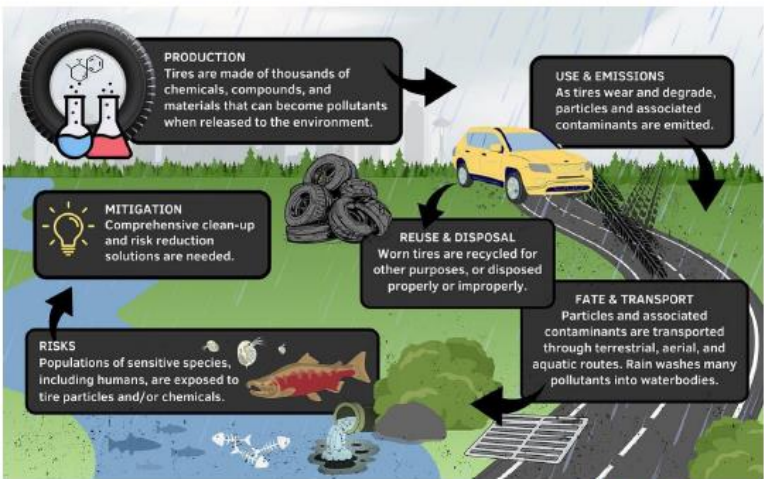 PRODUCTION
Tires are made of thousands of
chemicals, compounds, and
materials that can become pollutants
when released to the environment.
USE & EMISSIONS
As tires wear and degrade,
particles and associated
contaminants are emitted.
REUSE & DISPOSAL
Worn tires are recycled for
other purposes, or disposed
properly or improperly.
FATE & TRANSPORT
Particles and associated
contaminants are transported
through terrestrial, aerial, and
aquatic routes. Rain washes many
pollutants into waterbodies.
RISKS
Populations of sensitive species,
including humans, are exposed to
tire particles and/or chemicals.
MITIGATION
Comprehensive clean-up
and risk reduction
solutions are needed.